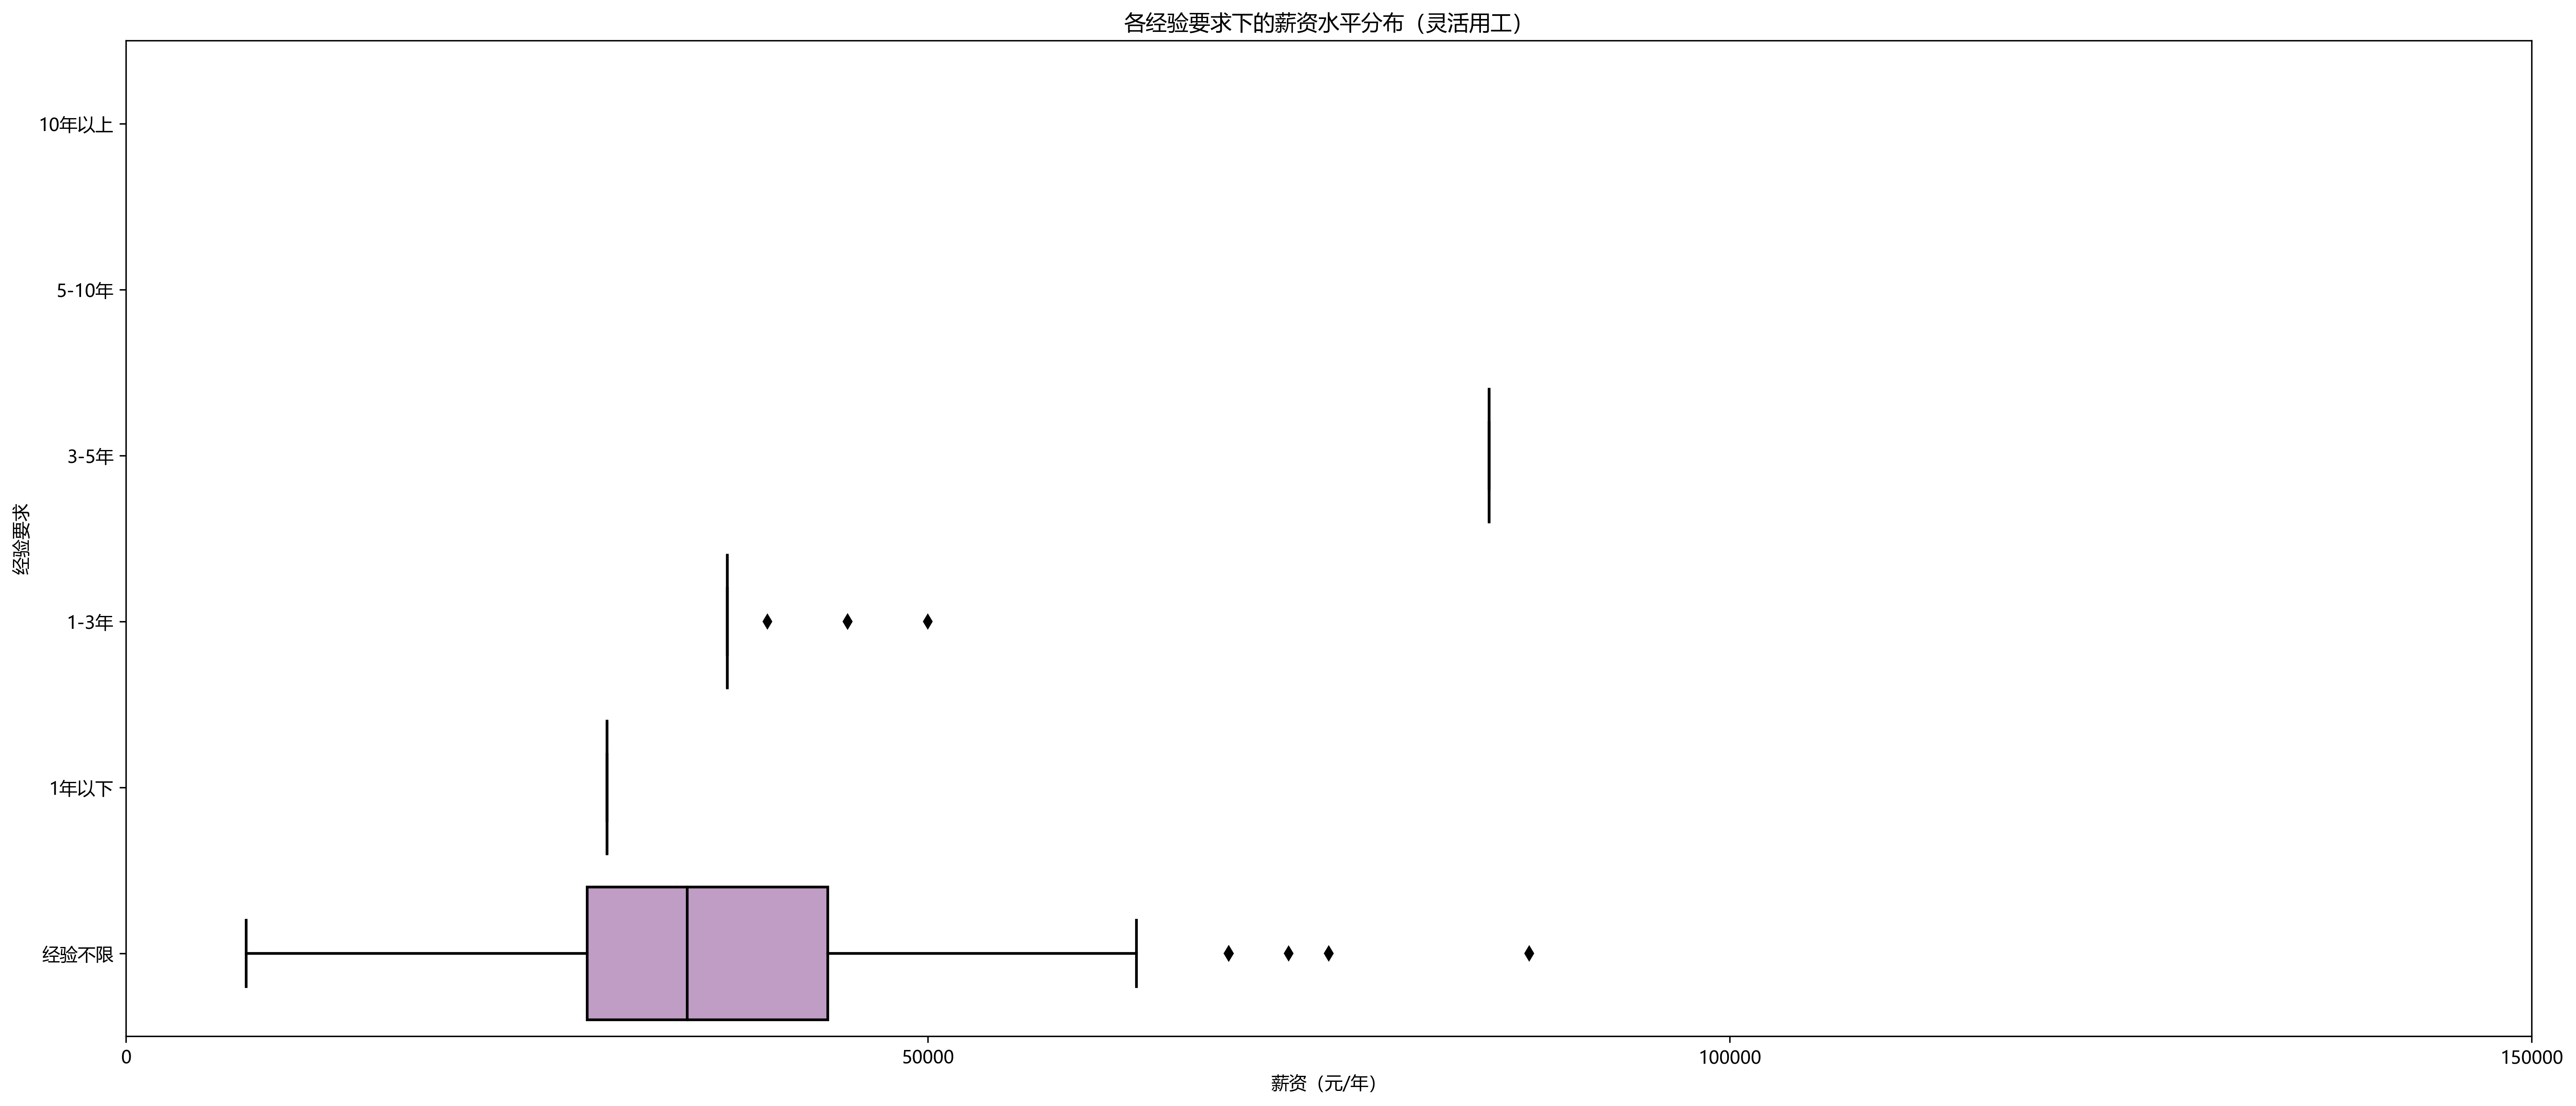 各经验要求下的薪资水平分布（灵活用工）
经验要求
10年以上
5-10年
3-5年
1-3年
1年以下
经验不限
0
50000
100000
150000
薪资（元/年）